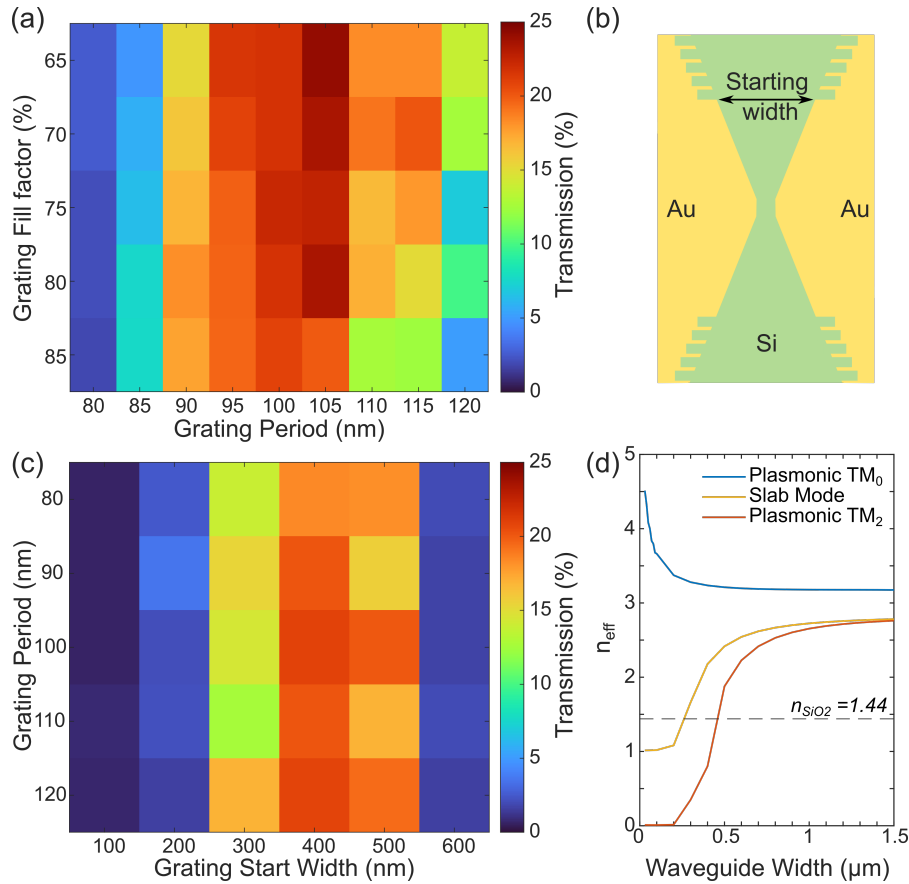 (a)
65
70
75
80
85
Grating Fill factor (%)
80 85 90 95 100 105 110 115 120
Grating Period (nm)
25
20
15
10
5
0
Transmission (%)
(b)
Starting
width
Au
Au
Si
(c)
80
90
100
110
120
Grating Period (nm)
100 200 300 400 500 600
Grating Start Width (nm)
25
20
15
10
5
0
Transmission (%)
(d)
5
4
3
2
1
0
n_eff
Plasmonic TM₀
Slab Mode
Plasmonic TM₂
n_SiO2 =1.44
0 0.5 1 1.5
Waveguide Width (μm)